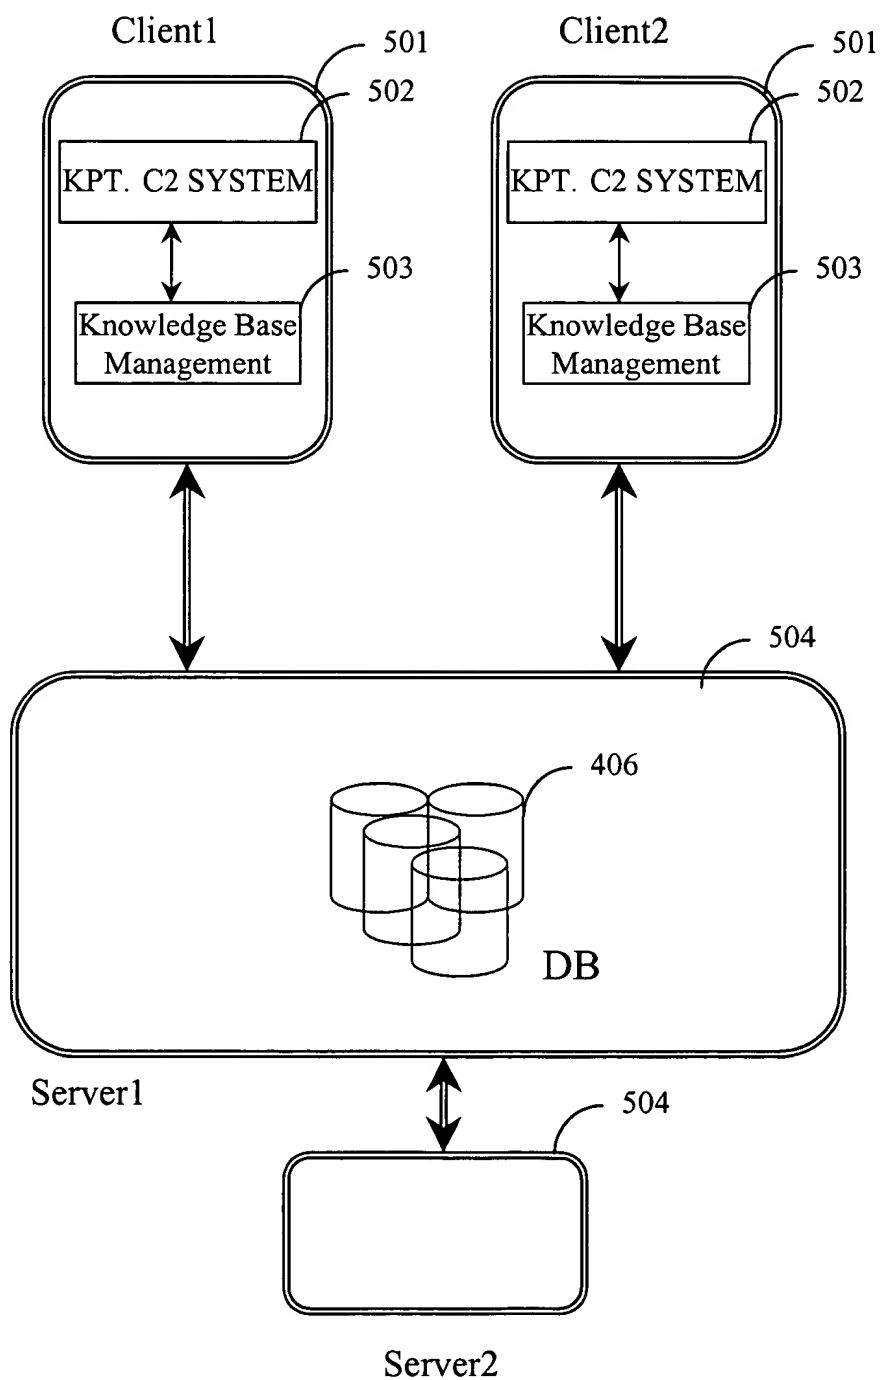 Client1
501
502
KPT. C2 SYSTEM
503
Knowledge Base
Management
Client2
501
502
KPT. C2 SYSTEM
503
Knowledge Base
Management
504
406
DB
Server1
504
Server2